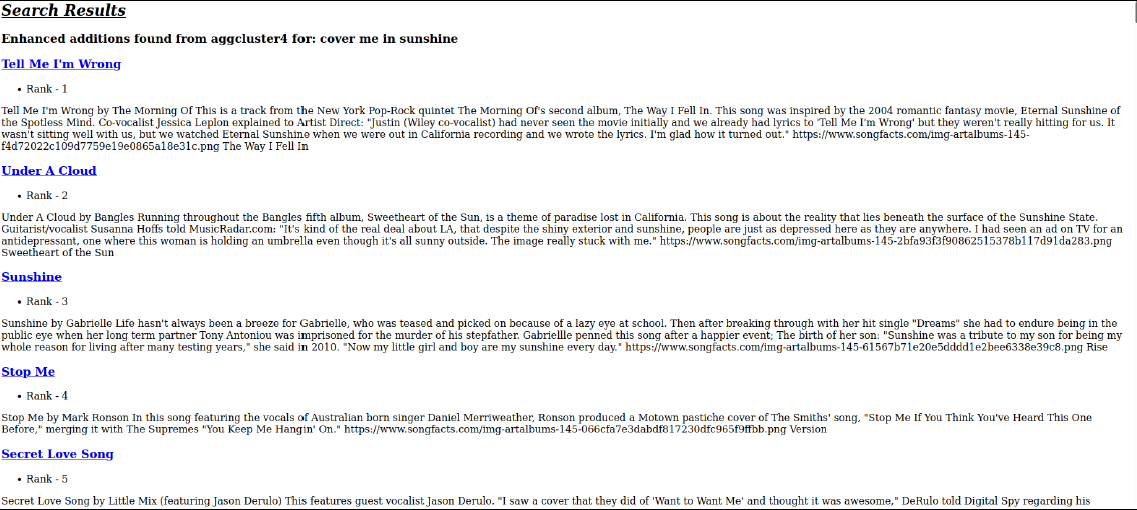 Search Results
Enhanced additions found from aggcluster4 for: cover me in sunshine
Tell Me I'm Wrong
• Rank - 1
Tell Me I'm Wrong by The Morning Of This is a track from the New York Pop-Rock quintet The Morning Of's second album, The Way I Fell In. This song was inspired by the 2004 romantic fantasy movie, Eternal Sunshine of
the Spotless Mind. Co-vocalist Jessica Leplon explained to Artist Direct: "Justin (Wiley co-vocalist) had never seen the movie initially and we already had lyrics to 'Tell Me I'm Wrong' but they weren't really hitting for us. It
wasn't sitting well with us, but we watched Eternal Sunshine when we were out in California recording and we wrote the lyrics. I'm glad how it turned out." https://www.songfacts.com/img-artalbums-145-
f4d72022c109d7759e19e0865a18e31c.png The Way I Fell In
Under A Cloud
• Rank - 2
Under A Cloud by Bangles Running throughout the Bangles fifth album, Sweetheart of the Sun, is a theme of paradise lost in California. This song is about the reality that lies beneath the surface of the Sunshine State.
Guitarist/vocalist Susanna Hoffs told MusicRadar.com: "It's kind of the real deal about LA, that despite the shiny exterior and sunshine, people are just as depressed here as they are anywhere. I had seen an ad on TV for an
antidepressant, one where this woman is holding an umbrella even though it's all sunny outside. The image really stuck with me." https://www.songfacts.com/img-artalbums-145-2bfa93f3f90862515378b117d91da283.png
Sweetheart of the Sun
Sunshine
• Rank - 3
Sunshine by Gabrielle Life hasn't always been a breeze for Gabrielle, who was teased and picked on because of a lazy eye at school. Then after breaking through with her hit single "Dreams" she had to endure being in the
public eye when her long term partner Tony Antoniou was imprisoned for the murder of his stepfather. Gabriellle penned this song after a happier event; The birth of her son: "Sunshine was a tribute to my son for being my
whole reason for living after many testing years," she said in 2010. "Now my little girl and boy are my sunshine every day." https://www.songfacts.com/img-artalbums-145-61567b71e20e5dddd1e2bee6338e39c8.png Rise
Stop Me
• Rank - 4
Stop Me by Mark Ronson In this song featuring the vocals of Australian born singer Daniel Merriweather, Ronson produced a Motown pastiche cover of The Smiths' song, "Stop Me If You Think You've Heard This One
Before," merging it with The Supremes "You Keep Me Hangin' On." https://www.songfacts.com/img-artalbums-145-066cfa7e3dabdf817230dfc965f9ffbb.png Version
Secret Love Song
• Rank - 5
Secret Love Song by Little Mix (featuring Jason Derulo) This features guest vocalist Jason Derulo. "I saw a cover that they did of 'Want to Want Me' and thought it was awesome," DeRulo told Digital Spy regarding his